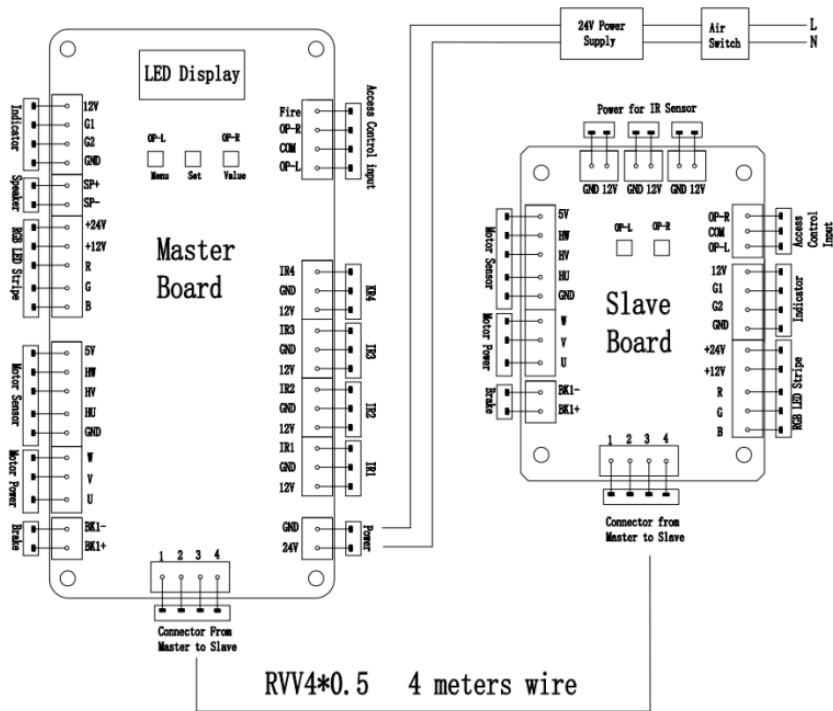 24V Power
Supply
Air
Switch
L
N
LED Display
OP-L
OP-R
Menu
Set
Value
Master
Board
Indicator
12V
G1
G2
GND
Speaker
SP+
SP-
RGB LED Stripe
+24V
+12V
R
G
B
Motor Sensor
5V
HW
HV
HU
GND
Motor Power
W
V
U
Brake
BK1-
BK1+
Access Control input
Fire
OP-R
COM
OP-L
IR4
GND
12V
XR4
IR3
GND
12V
IR3
IR2
GND
12V
IR2
IR1
GND
12V
IR1
GND
24V
Power
1 2 3 4
Connector From
Master to Slave
Power for IR Sensor
GND 12V
GND 12V
GND 12V
OP-L
OP-R
Slave
Board
Motor Sensor
5V
HW
HV
HU
GND
Motor Power
W
V
U
Brake
BK1-
BK1+
OP-R
COM
OP-L
Access
Control
Input
12V
G1
G2
GND
Indicator
+24V
+12V
R
G
B
RGB LED Stripe
1 2 3 4
Connector from
Master to Slave
RVV4*0.5 4 meters wire